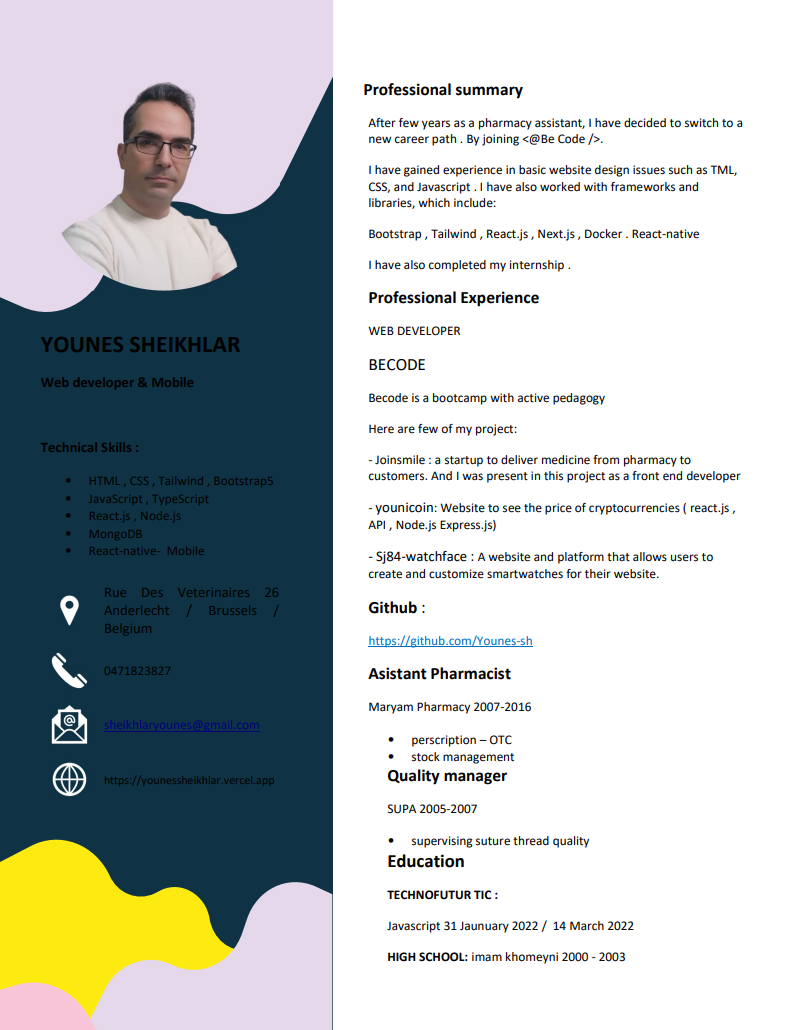 YOUNES SHEIKHLAR
Web developer & Mobile
Technical Skills :
• HTML , CSS , Tailwind , Bootstrap5
• JavaScript , TypeScript
• React.js , Node.js
• MongoDB
• React-native- Mobile
Rue Des Veterinaires 26
Anderlecht / Brussels /
Belgium
0471823827
sheikhlaryounes@gmail.com
https://younessheikhlar.vercel.app
Professional summary
After few years as a pharmacy assistant, I have decided to switch to a
new career path . By joining <@Be Code />.
I have gained experience in basic website design issues such as TML,
CSS, and Javascript . I have also worked with frameworks and
libraries, which include:
Bootstrap , Tailwind , React.js , Next.js , Docker . React-native
I have also completed my internship .
Professional Experience
WEB DEVELOPER
BECODE
Becode is a bootcamp with active pedagogy
Here are few of my project:
- Joinsmile : a startup to deliver medicine from pharmacy to
customers. And I was present in this project as a front end developer
- younicoin: Website to see the price of cryptocurrencies ( react.js ,
API , Node.js Express.js)
- Sj84-watchface : A website and platform that allows users to
create and customize smartwatches for their website.
Github :
https://github.com/Younes-sh
Asistant Pharmacist
Maryam Pharmacy 2007-2016
• perscription – OTC
• stock management
Quality manager
SUPA 2005-2007
• supervising suture thread quality
Education
TECHNOFUTUR TIC :
Javascript 31 Jaunuary 2022 / 14 March 2022
HIGH SCHOOL: imam khomeyni 2000 - 2003